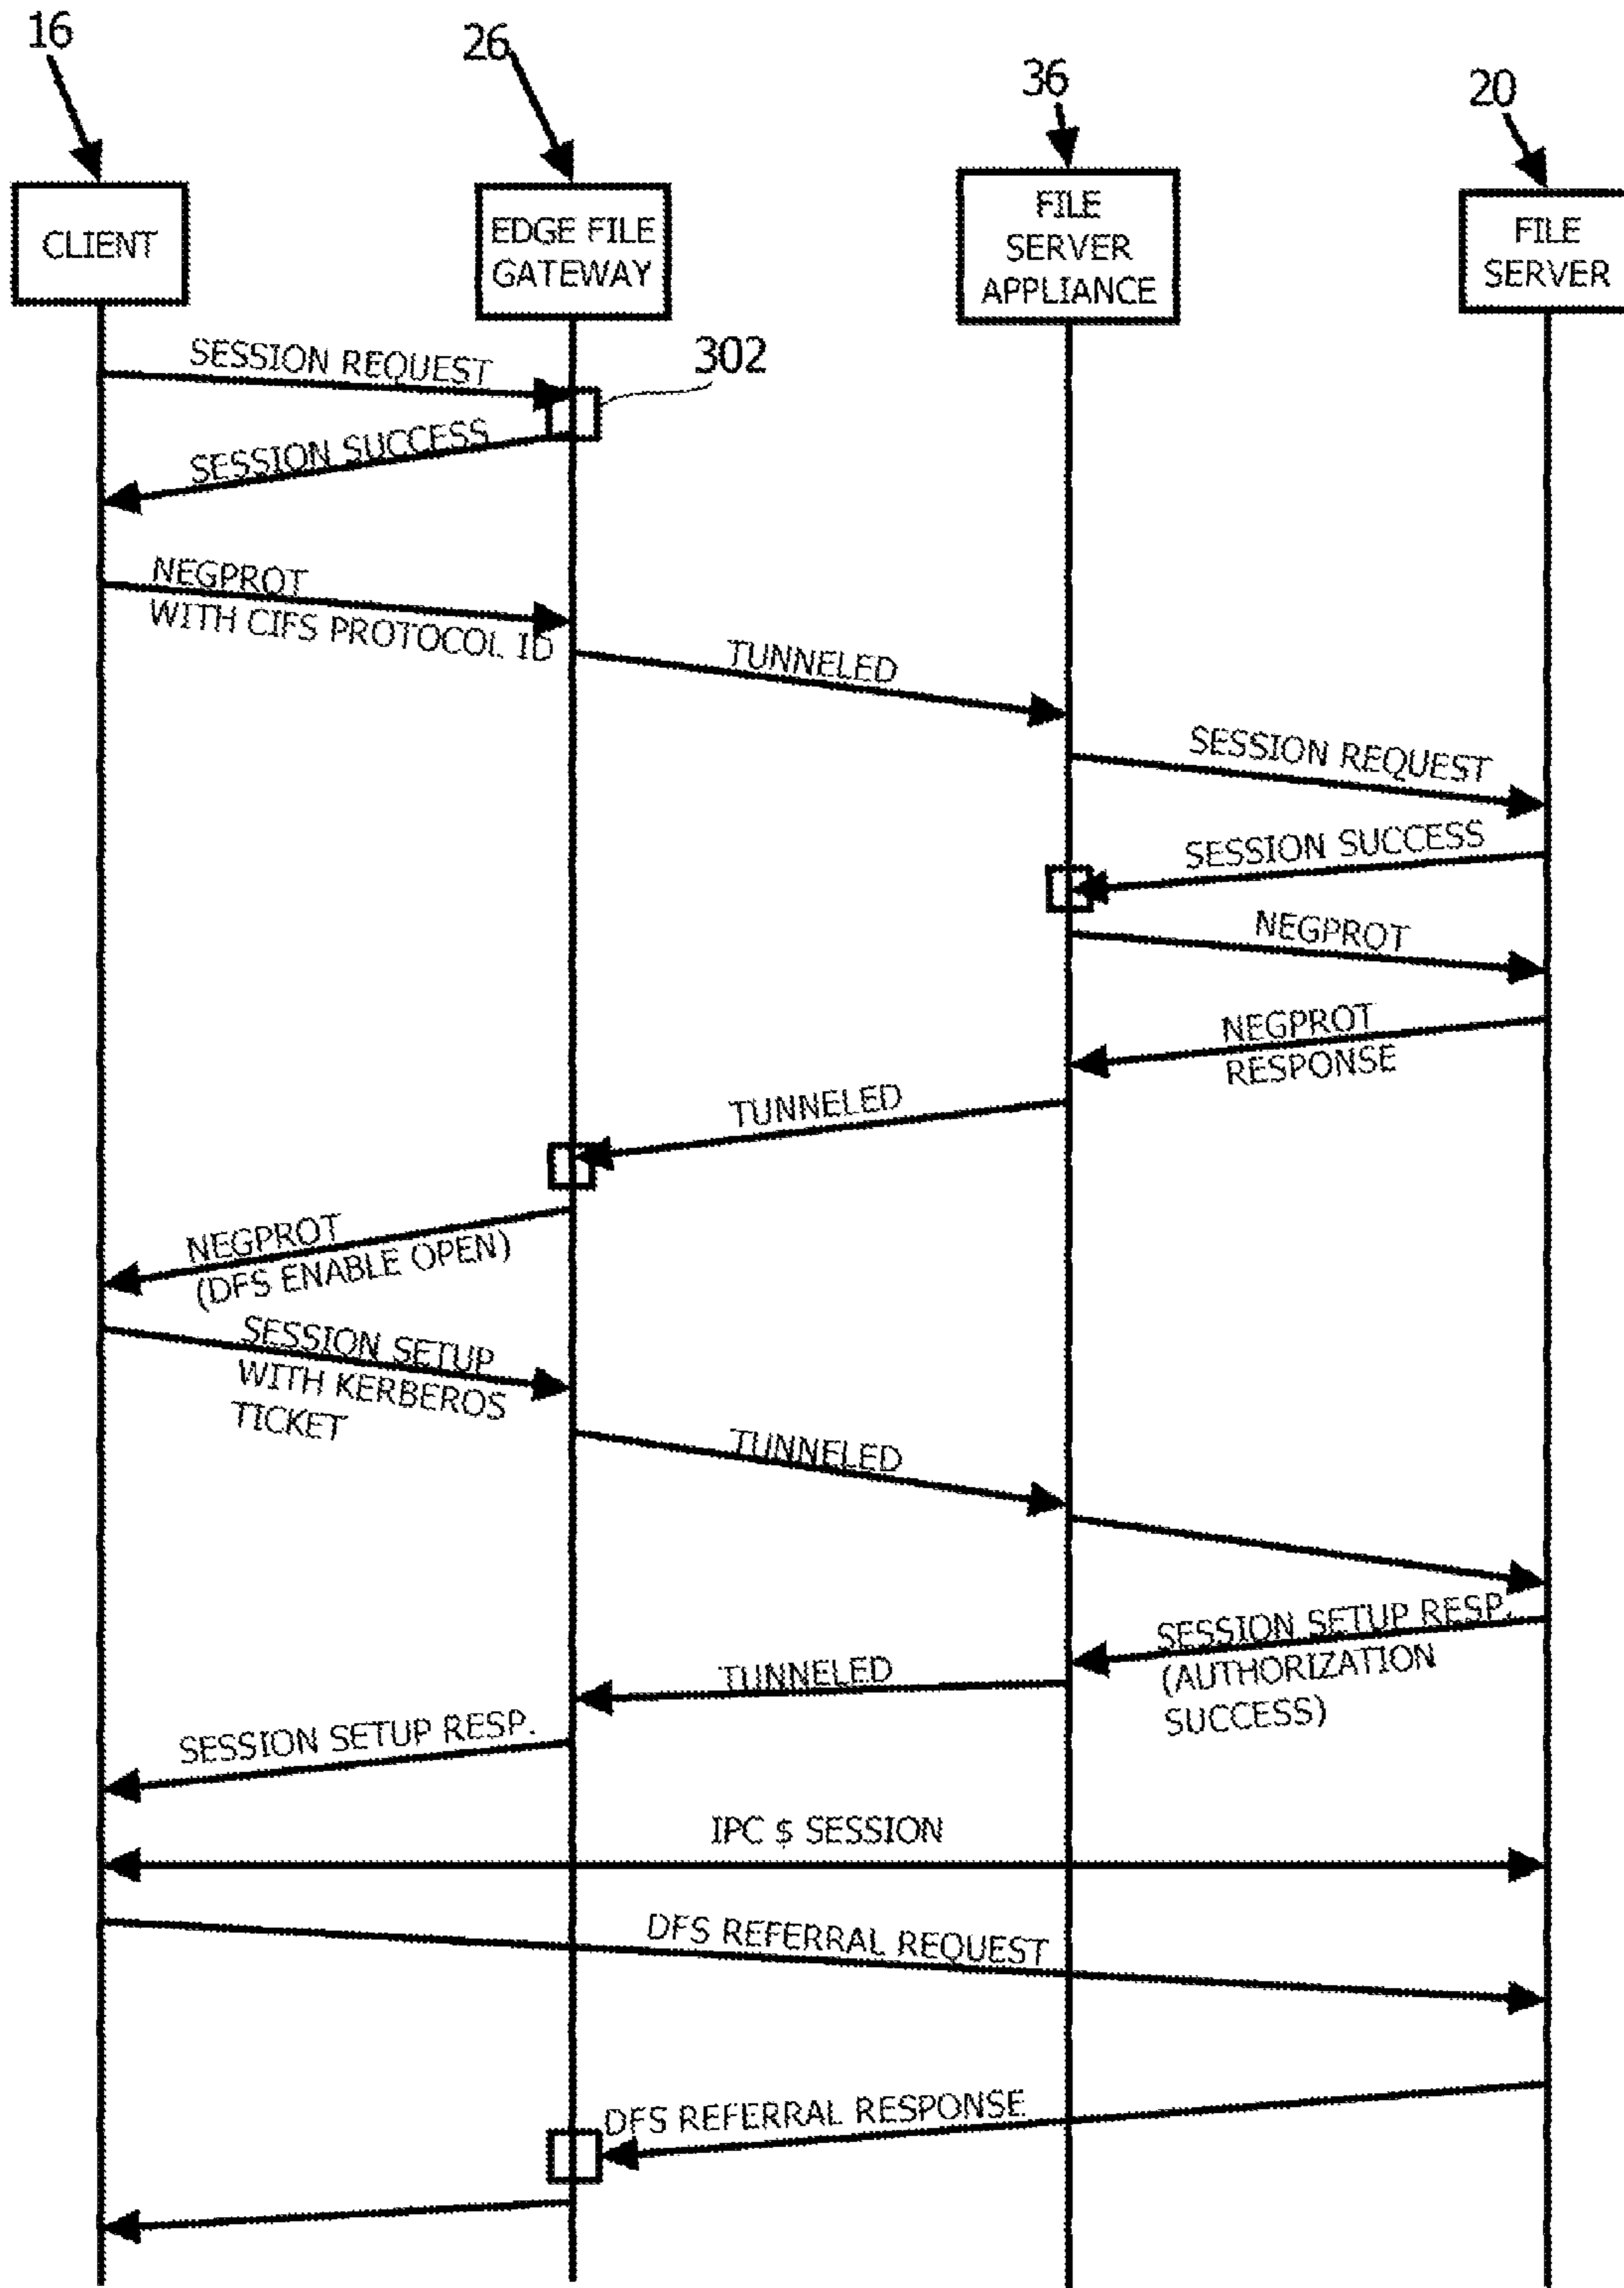 16
26
36
20
CLIENT
EDGE FILE
GATEWAY
FILE
SERVER
APPLIANCE
FILE
SERVER
SESSION REQUEST
302
SESSION SUCCESS
NEGPROT
WITH CIFS PROTOCOL ID
TUNNELED
SESSION REQUEST
SESSION SUCCESS
NEGPROT
NEGPROT
RESPONSE
TUNNELED
NEGPROT
(DFS ENABLE OPEN)
SESSION SETUP
WITH KERBEROS
TICKET
TUNNELED
SESSION SETUP RESP.
(AUTHORIZATION
SUCCESS)
TUNNELED
SESSION SETUP RESP.
IPC $ SESSION
DFS REFERRAL REQUEST
DFS REFERRAL RESPONSE